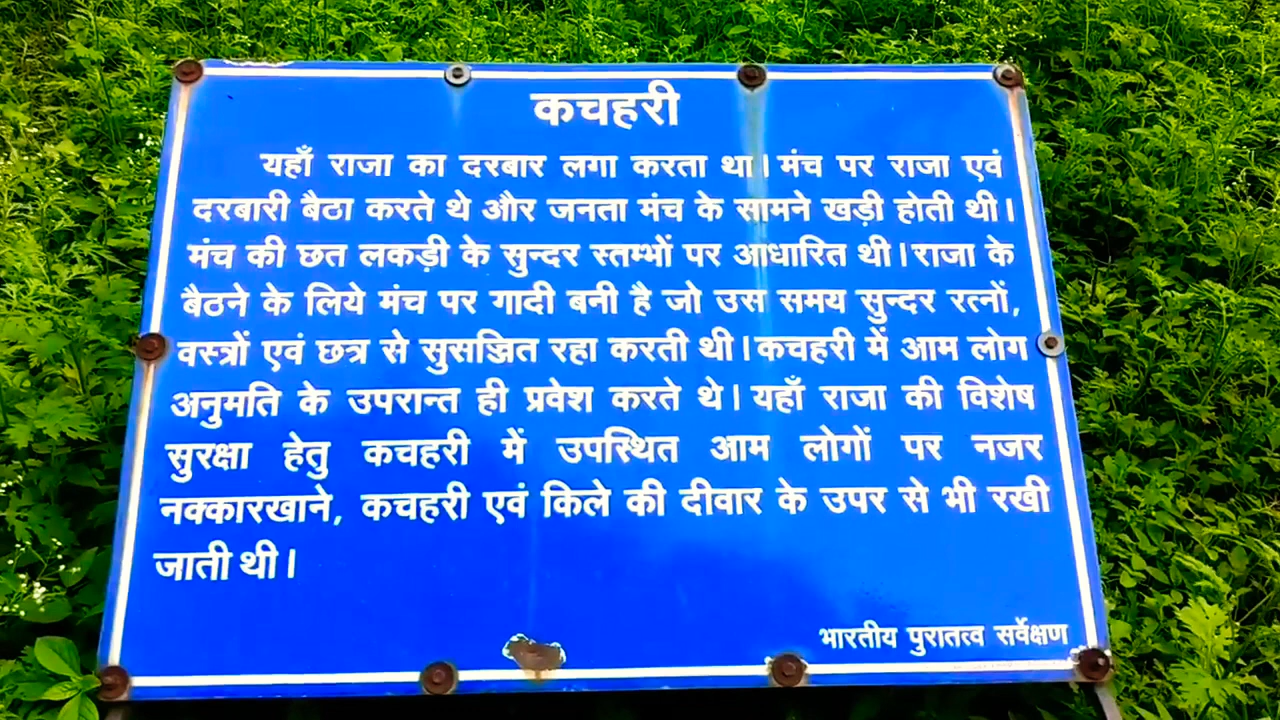 कचहरी
यहाँ राजा का दरबार लगा करता था। मंच पर राजा एवं
दरबारी बैठा करते थे और जनता मंच के सामने खड़ी होती थी।
मंच की छत लकड़ी के सुन्दर स्तम्भों पर आधारित थी। राजा के
बैठने के लिये मंच पर गादी बनी है जो उस समय सुन्दर रत्नों,
वस्त्रों एवं छत्र से सुसज्जित रहा करती थी। कचहरी में आम लोग
अनुमति के उपरान्त ही प्रवेश करते थे। यहाँ राजा की विशेष
सुरक्षा हेतु कचहरी में उपस्थित आम लोगों पर नजर
नक्कारखाने, कचहरी एवं किले की दीवार के उपर से भी रखी
जाती थी।
भारतीय पुरातत्व सर्वेक्षण